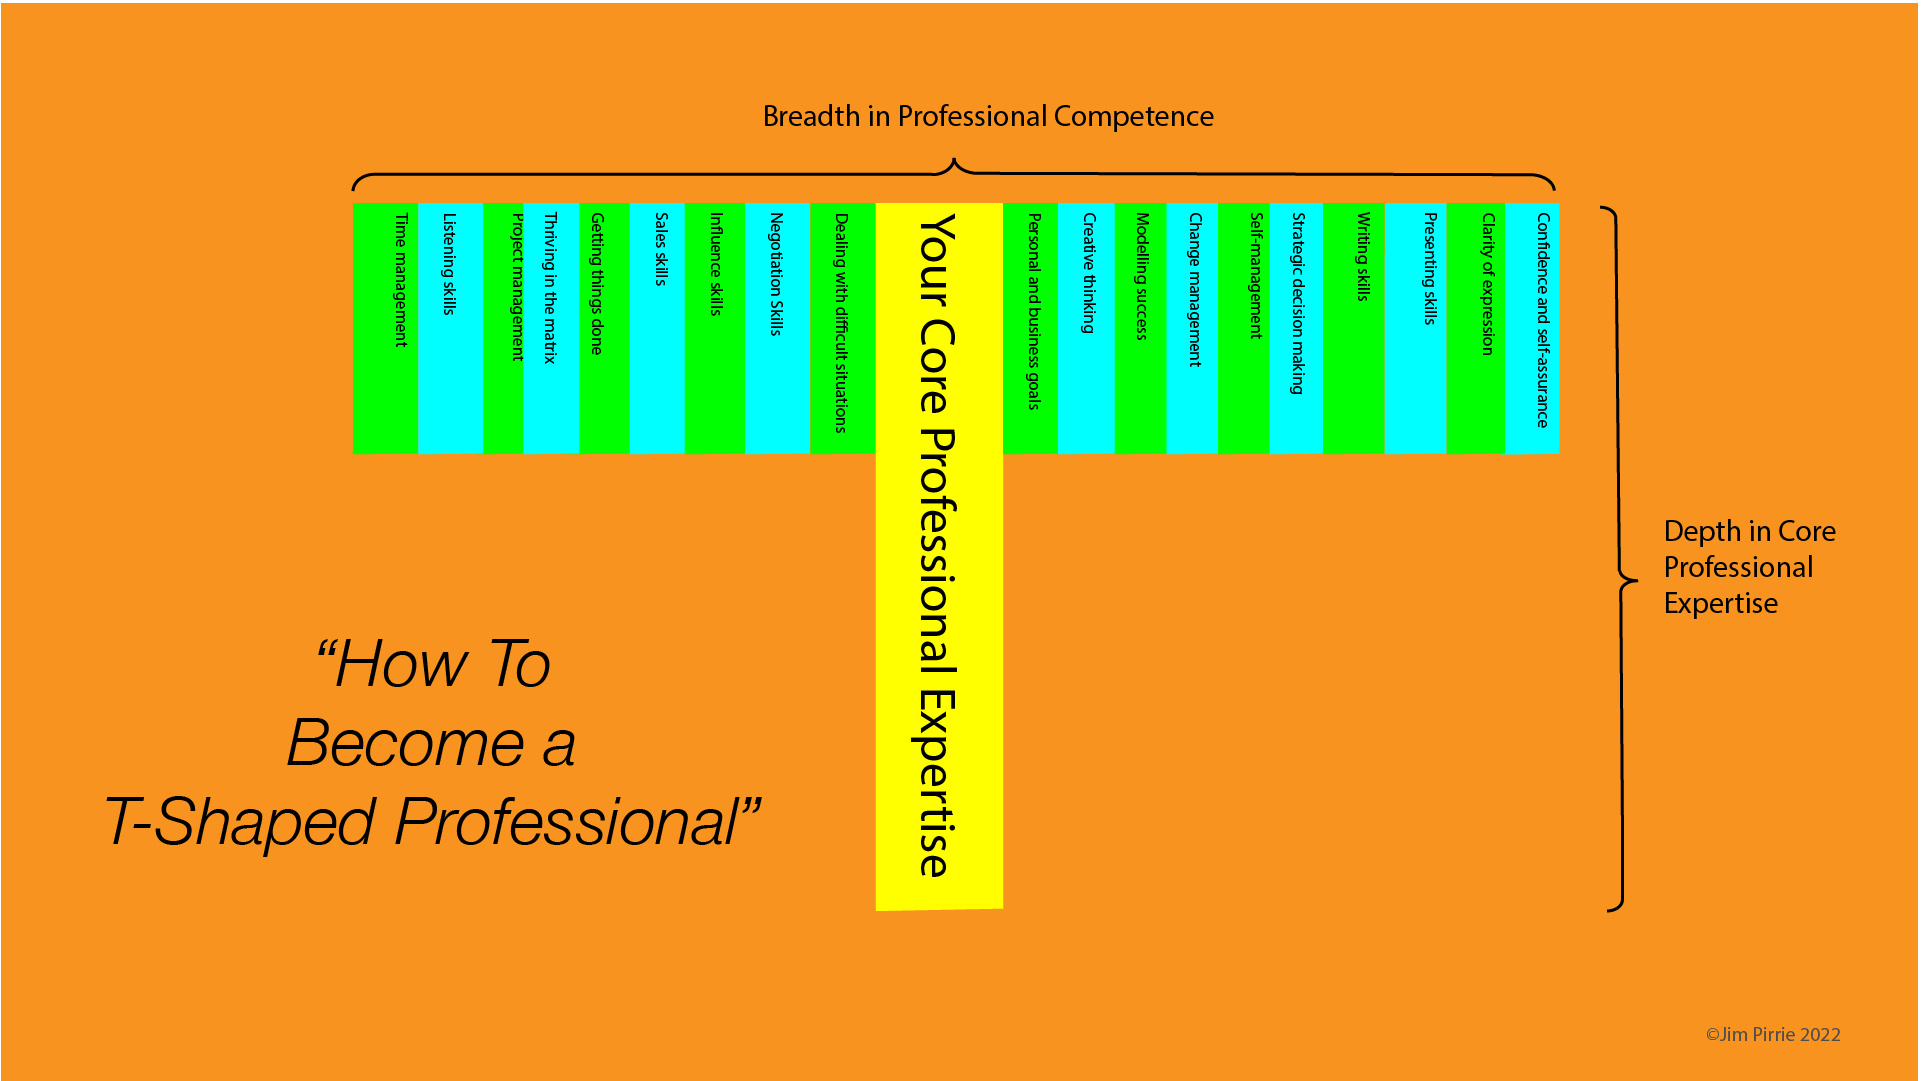 Breadth in Professional Competence
Time management
Listening skills
Project management
Thriving in the matrix
Getting things done
Sales skills
Influence skills
Negotiation Skills
Dealing with difficult situations
Your Core Professional Expertise
Personal and business goals
Creative thinking
Modelling success
Change management
Self-management
Strategic decision making
Writing skills
Presenting skills
Clarity of expression
Confidence and self-assurance
Depth in Core
Professional
Expertise
“How To
Become a
T-Shaped Professional”
©Jim Pirrie 2022